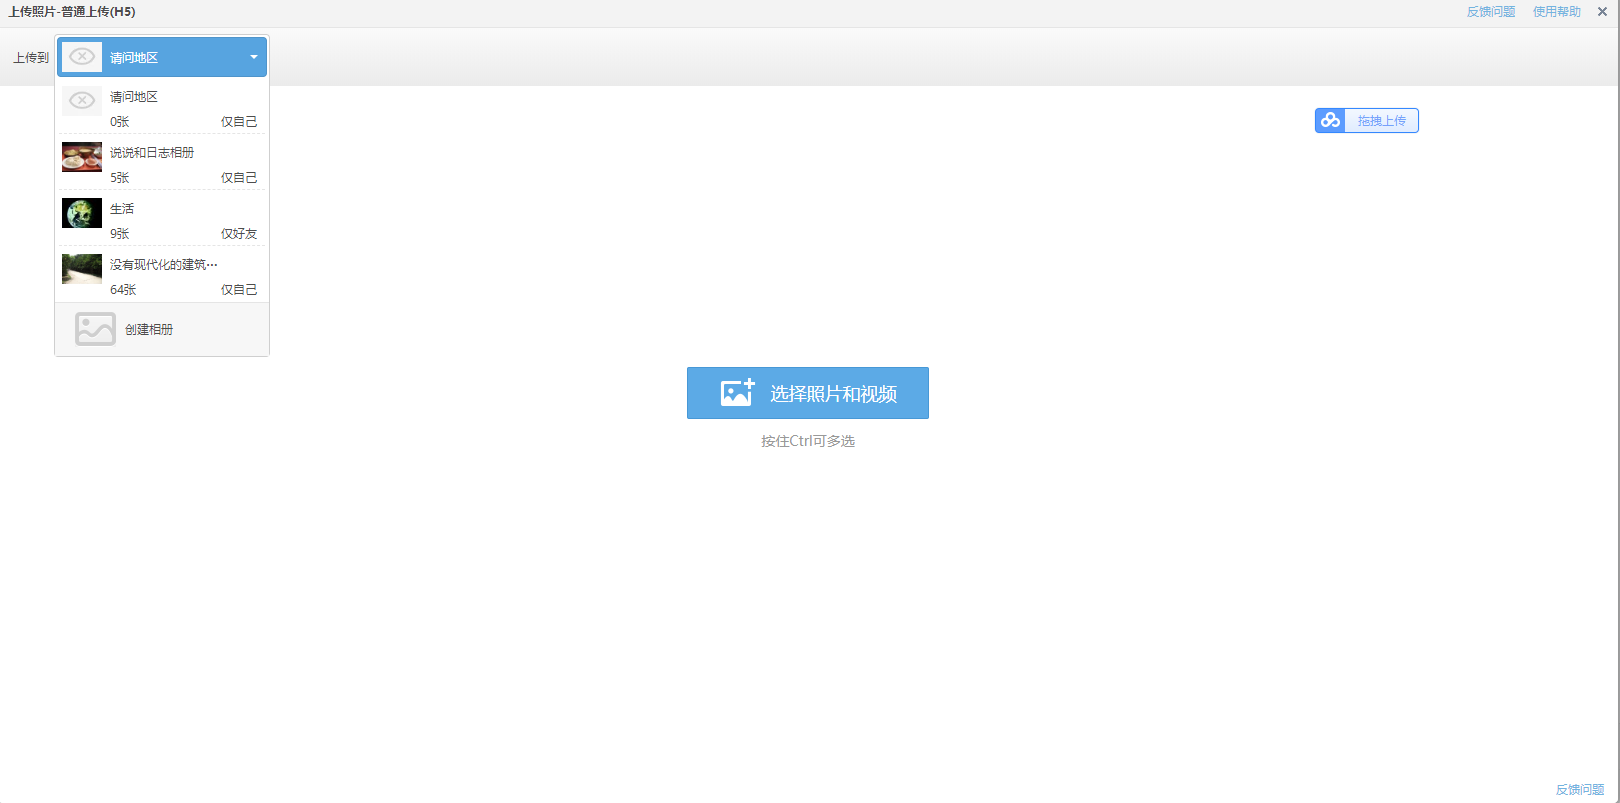 上传照片-普通上传(H5)
反馈问题
使用帮助
上传到
请问地区
请问地区
0张
仅自己
说说和日志相册
5张
仅自己
生活
9张
仅好友
没有现代化的建筑…
64张
仅自己
创建相册
拖拽上传
选择照片和视频
按住Ctrl可多选
反馈问题